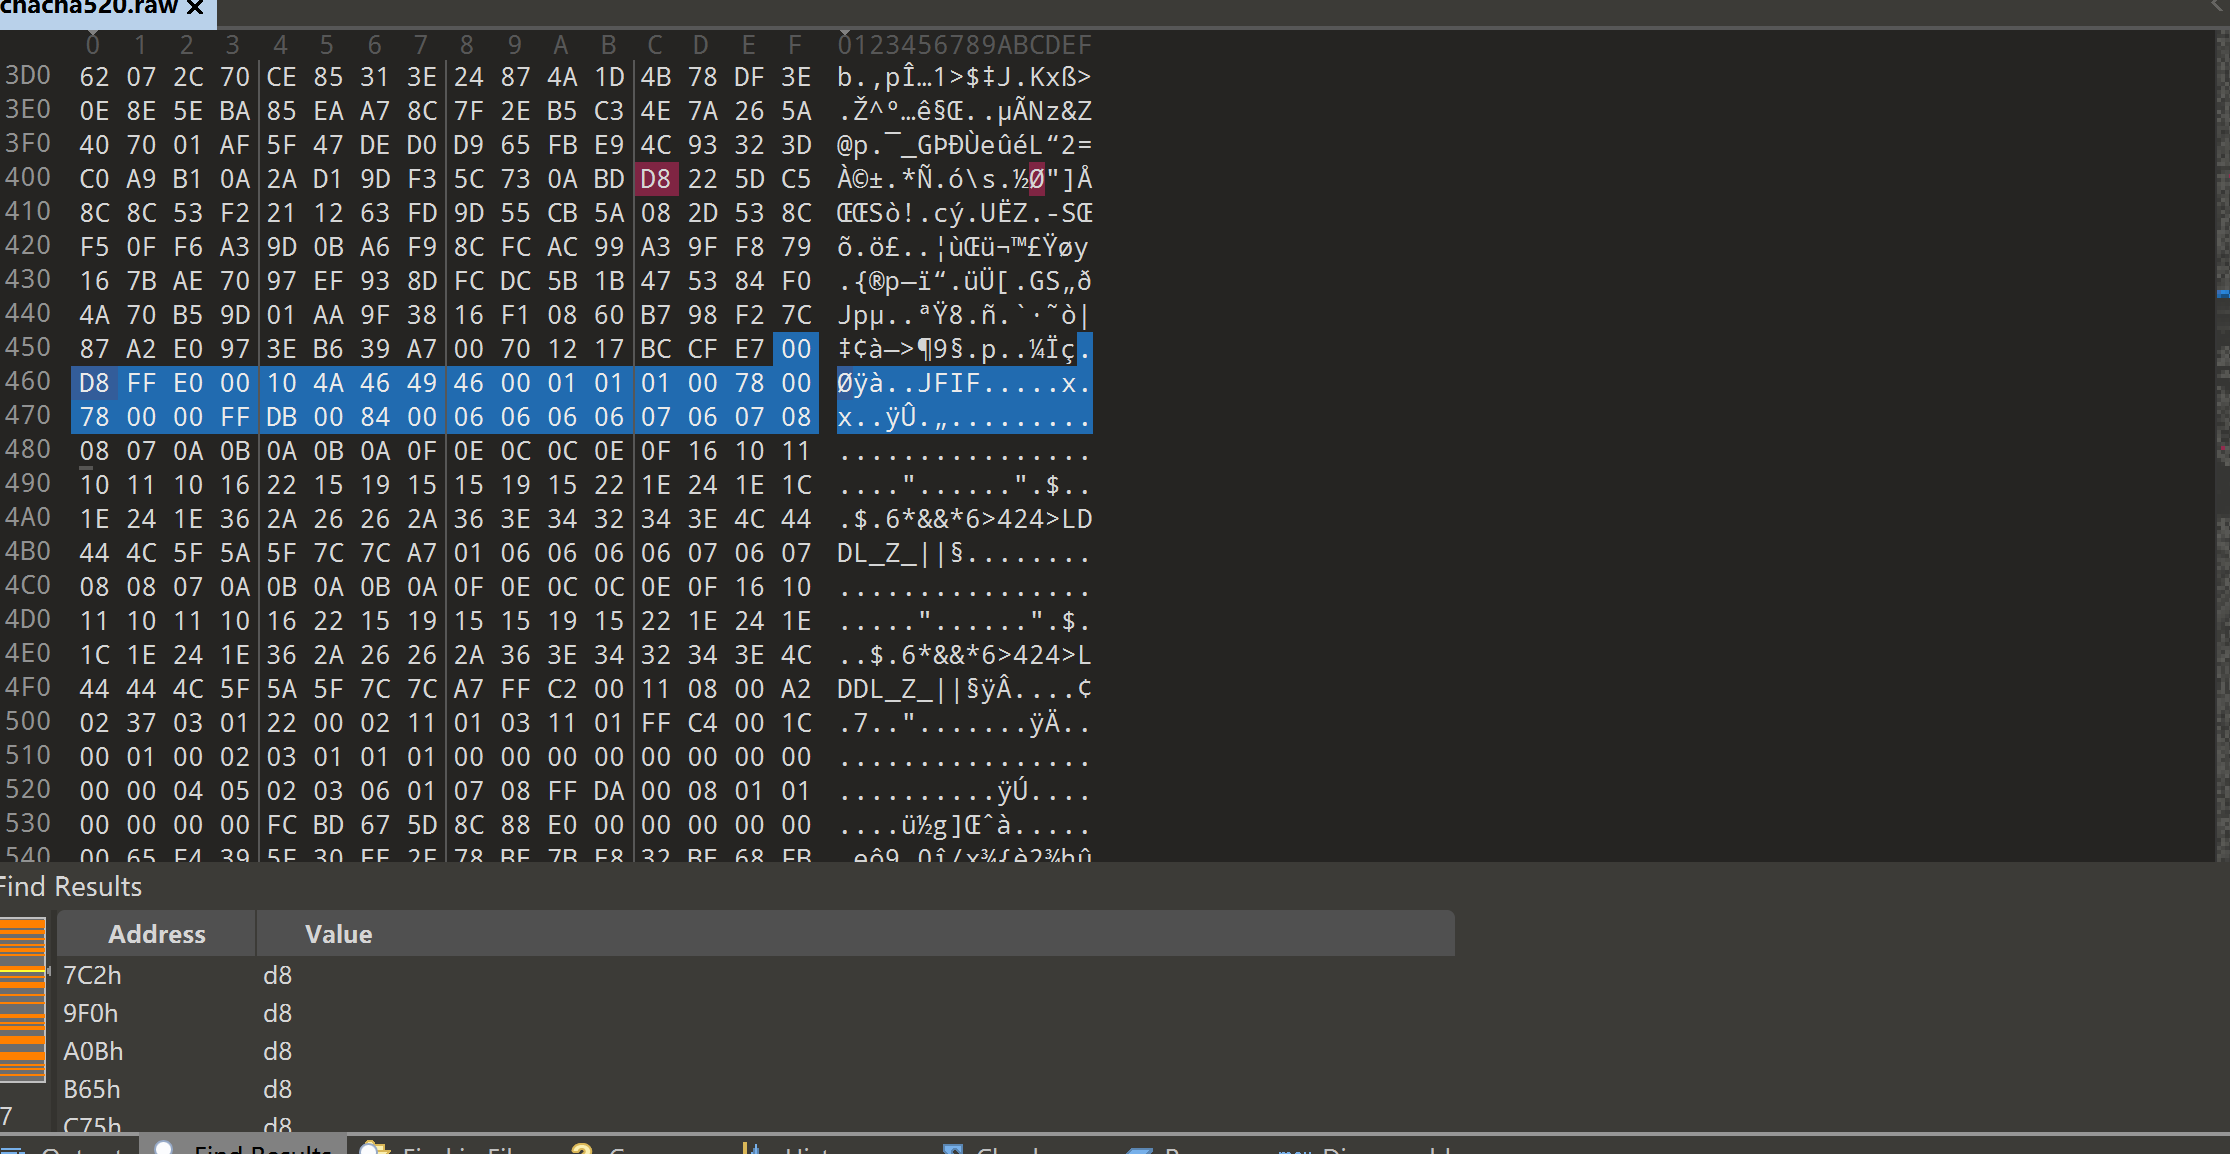 chacha520.raw ×
0 1 2 3 4 5 6 7 8 9 A B C D E F 0123456789ABCDEF
3D0 62 07 2C 70 CE 85 31 3E 24 87 4A 1D 4B 78 DF 3E b.,pÎ…1>$‡J.Kxß>
3E0 0E 8E 5E BA 85 EA A7 8C 7F 2E B5 C3 4E 7A 26 5A .Ž^º…ê§Œ..µÃNz&Z
3F0 40 70 01 AF 5F 47 DE D0 D9 65 FB E9 4C 93 32 3D @p.¯_GÞÐÙeûéL“2=
400 C0 A9 B1 0A 2A D1 9D F3 5C 73 0A BD D8 22 5D C5 À©±.*Ñ.ó\s.½Ø"]Å
410 8C 8C 53 F2 21 12 63 FD 9D 55 CB 5A 08 2D 53 8C ŒŒSò!.cý.UËZ.-SŒ
420 F5 0F F6 A3 9D 0B A6 F9 8C FC AC 99 A3 9F F8 79 õ.ö£..¦ùŒü¬™£Ÿøy
430 16 7B AE 70 97 EF 93 8D FC DC 5B 1B 47 53 84 F0 .{®p—ï“.üÜ[.GS„ð
440 4A 70 B5 9D 01 AA 9F 38 16 F1 08 60 B7 98 F2 7C Jpµ..ªŸ8.ñ.`·˜ò|
450 87 A2 E0 97 3E B6 39 A7 00 70 12 17 BC CF E7 00 ‡¢à—>¶9§.p..¼Ïç.
460 D8 FF E0 00 10 4A 46 49 46 00 01 01 01 00 78 00 Øÿà..JFIF.....x.
470 78 00 00 FF DB 00 84 00 06 06 06 06 07 06 07 08 x..ÿÛ.„.........
480 08 07 0A 0B 0A 0B 0A 0F 0E 0C 0C 0E 0F 16 10 11 ................
490 10 11 10 16 22 15 19 15 15 19 15 22 1E 24 1E 1C ...."......".$..
4A0 1E 24 1E 36 2A 26 26 2A 36 3E 34 32 34 3E 4C 44 .$.6*&&*6>424>LD
4B0 44 4C 5F 5A 5F 7C 7C A7 01 06 06 06 06 07 06 07 DL_Z_||§........
4C0 08 08 07 0A 0B 0A 0B 0A 0F 0E 0C 0C 0E 0F 16 10 ................
4D0 11 10 11 10 16 22 15 19 15 15 19 15 22 1E 24 1E ....."......".$.
4E0 1C 1E 24 1E 36 2A 26 26 2A 36 3E 34 32 34 3E 4C ..$.6*&&*6>424>L
4F0 44 44 4C 5F 5A 5F 7C 7C A7 FF C2 00 11 08 00 A2 DDL_Z_||§ÿÂ....¢
500 02 37 03 01 22 00 02 11 01 03 11 01 FF C4 00 1C .7..".......ÿÄ..
510 00 01 00 02 03 01 01 01 00 00 00 00 00 00 00 00 ................
520 00 00 04 05 02 03 06 01 07 08 FF DA 00 08 01 01 ..........ÿÚ....
530 00 00 00 00 FC BD 67 5D 8C 88 E0 00 00 00 00 00 ....ü½g]Œˆà.....
540 00 65 F4 39 5F 30 EE 2F 78 BE 7B E8 32 BE 68 FB .eô9_0î/x¾{è2¾hû
Find Results
Address Value
7C2h d8
9F0h d8
A0Bh d8
B65h d8
C75h d8
7
Find Results